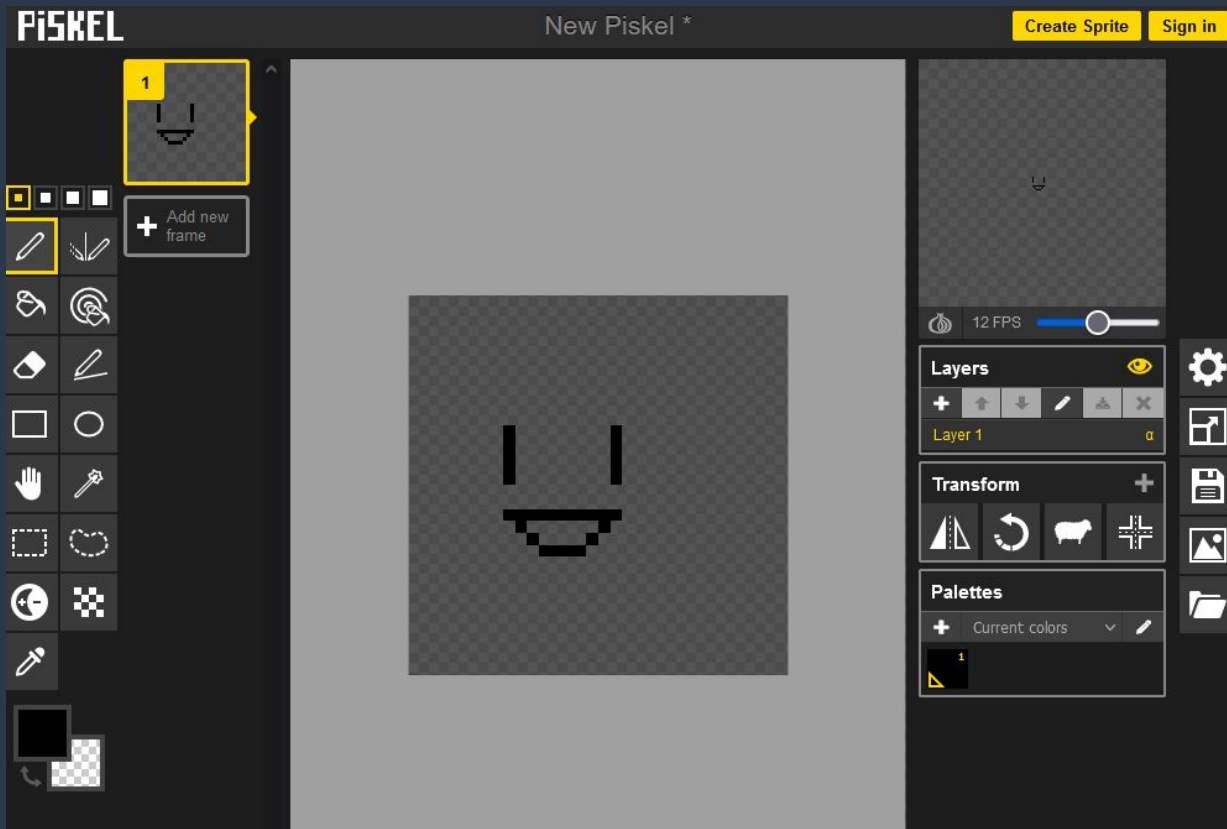 PiSKEL
New Piskel *
Create Sprite
Sign in
1
Add new
frame
12 FPS
Layers
Layer 1
α
Transform
Palettes
Current colors
1